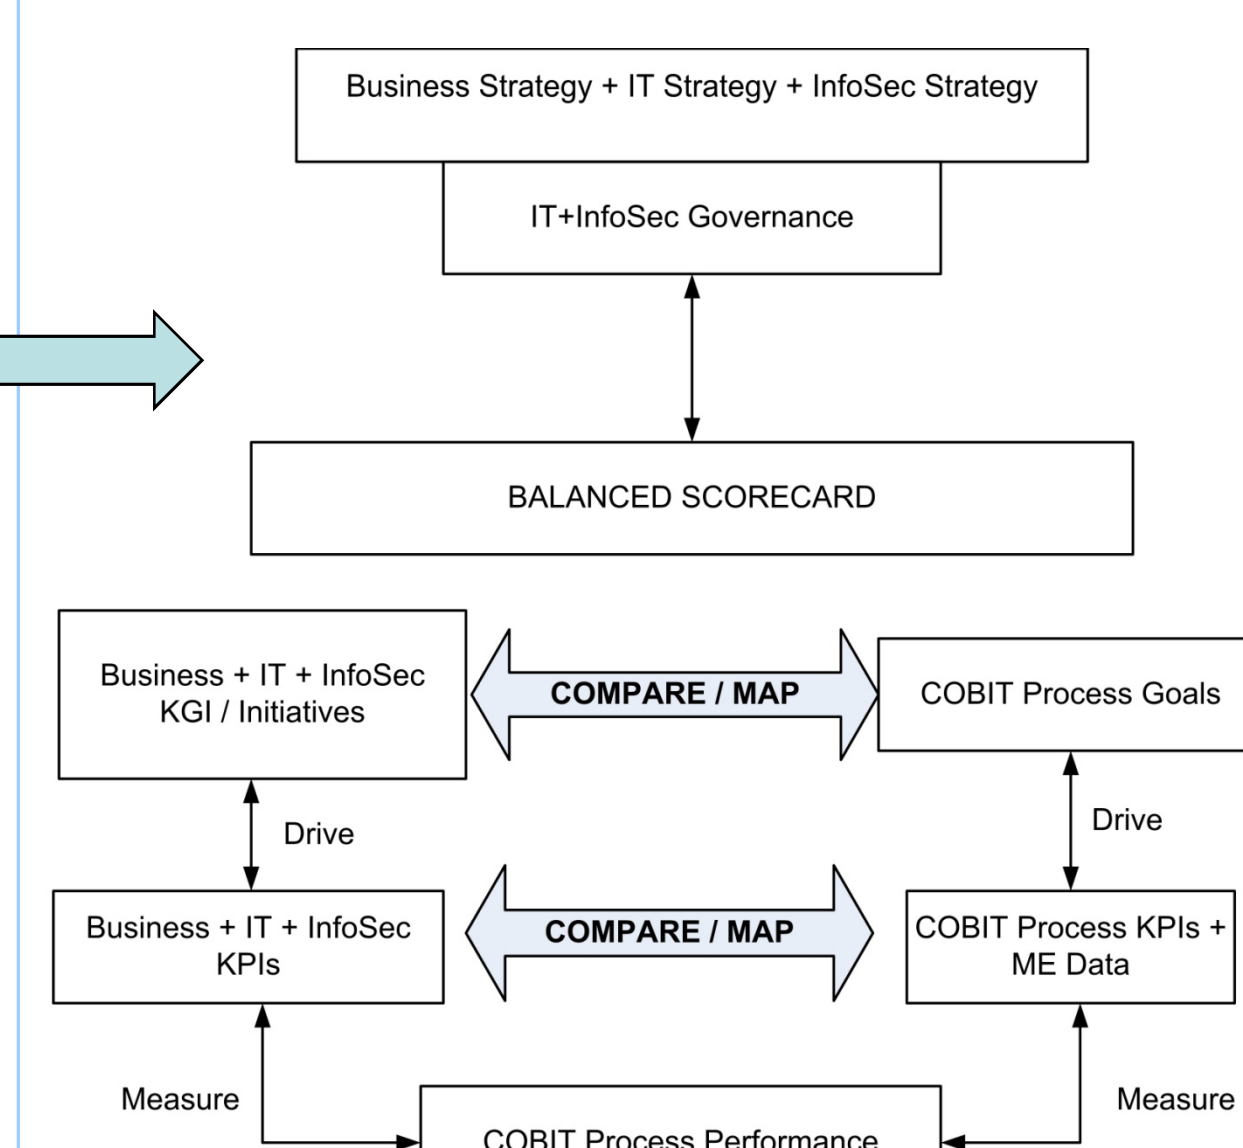 Business Strategy + IT Strategy + InfoSec Strategy
IT+InfoSec Governance
BALANCED SCORECARD
Business + IT + InfoSec
KGI / Initiatives
COMPARE / MAP
COBIT Process Goals
Drive
Drive
Business + IT + InfoSec
KPIs
COMPARE / MAP
COBIT Process KPIs +
ME Data
Measure
Measure
COBIT Process Performance